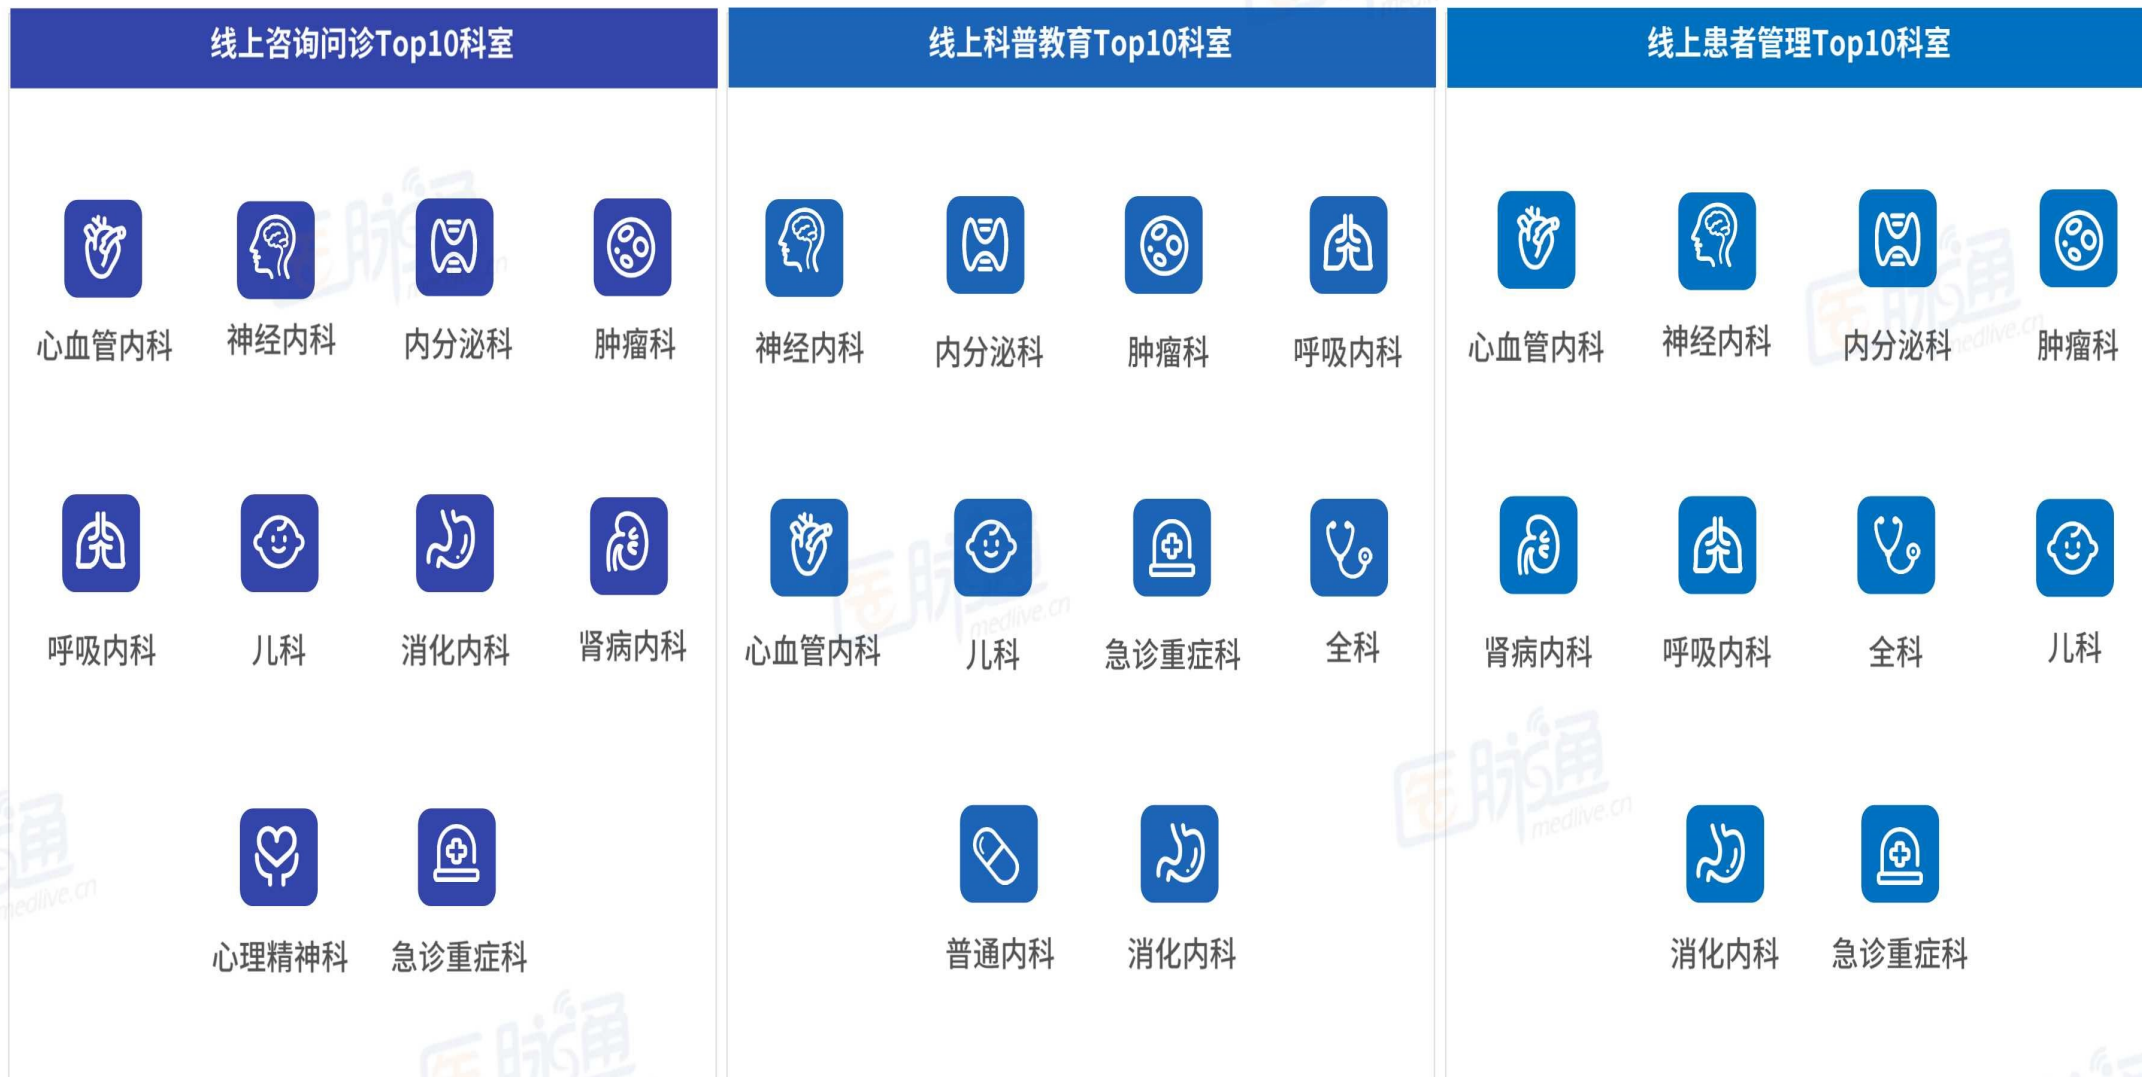 线上咨询问诊Top10科室
心血管内科 神经内科 内分泌科 肿瘤科
呼吸内科 儿科 消化内科 肾病内科
心理精神科 急诊重症科
线上科普教育Top10科室
神经内科 内分泌科 肿瘤科 呼吸内科
心血管内科 儿科 急诊重症科 全科
普通内科 消化内科
线上患者管理Top10科室
心血管内科 神经内科 内分泌科 肿瘤科
肾病内科 呼吸内科 全科 儿科
消化内科 急诊重症科
医脉通
medlive.cn